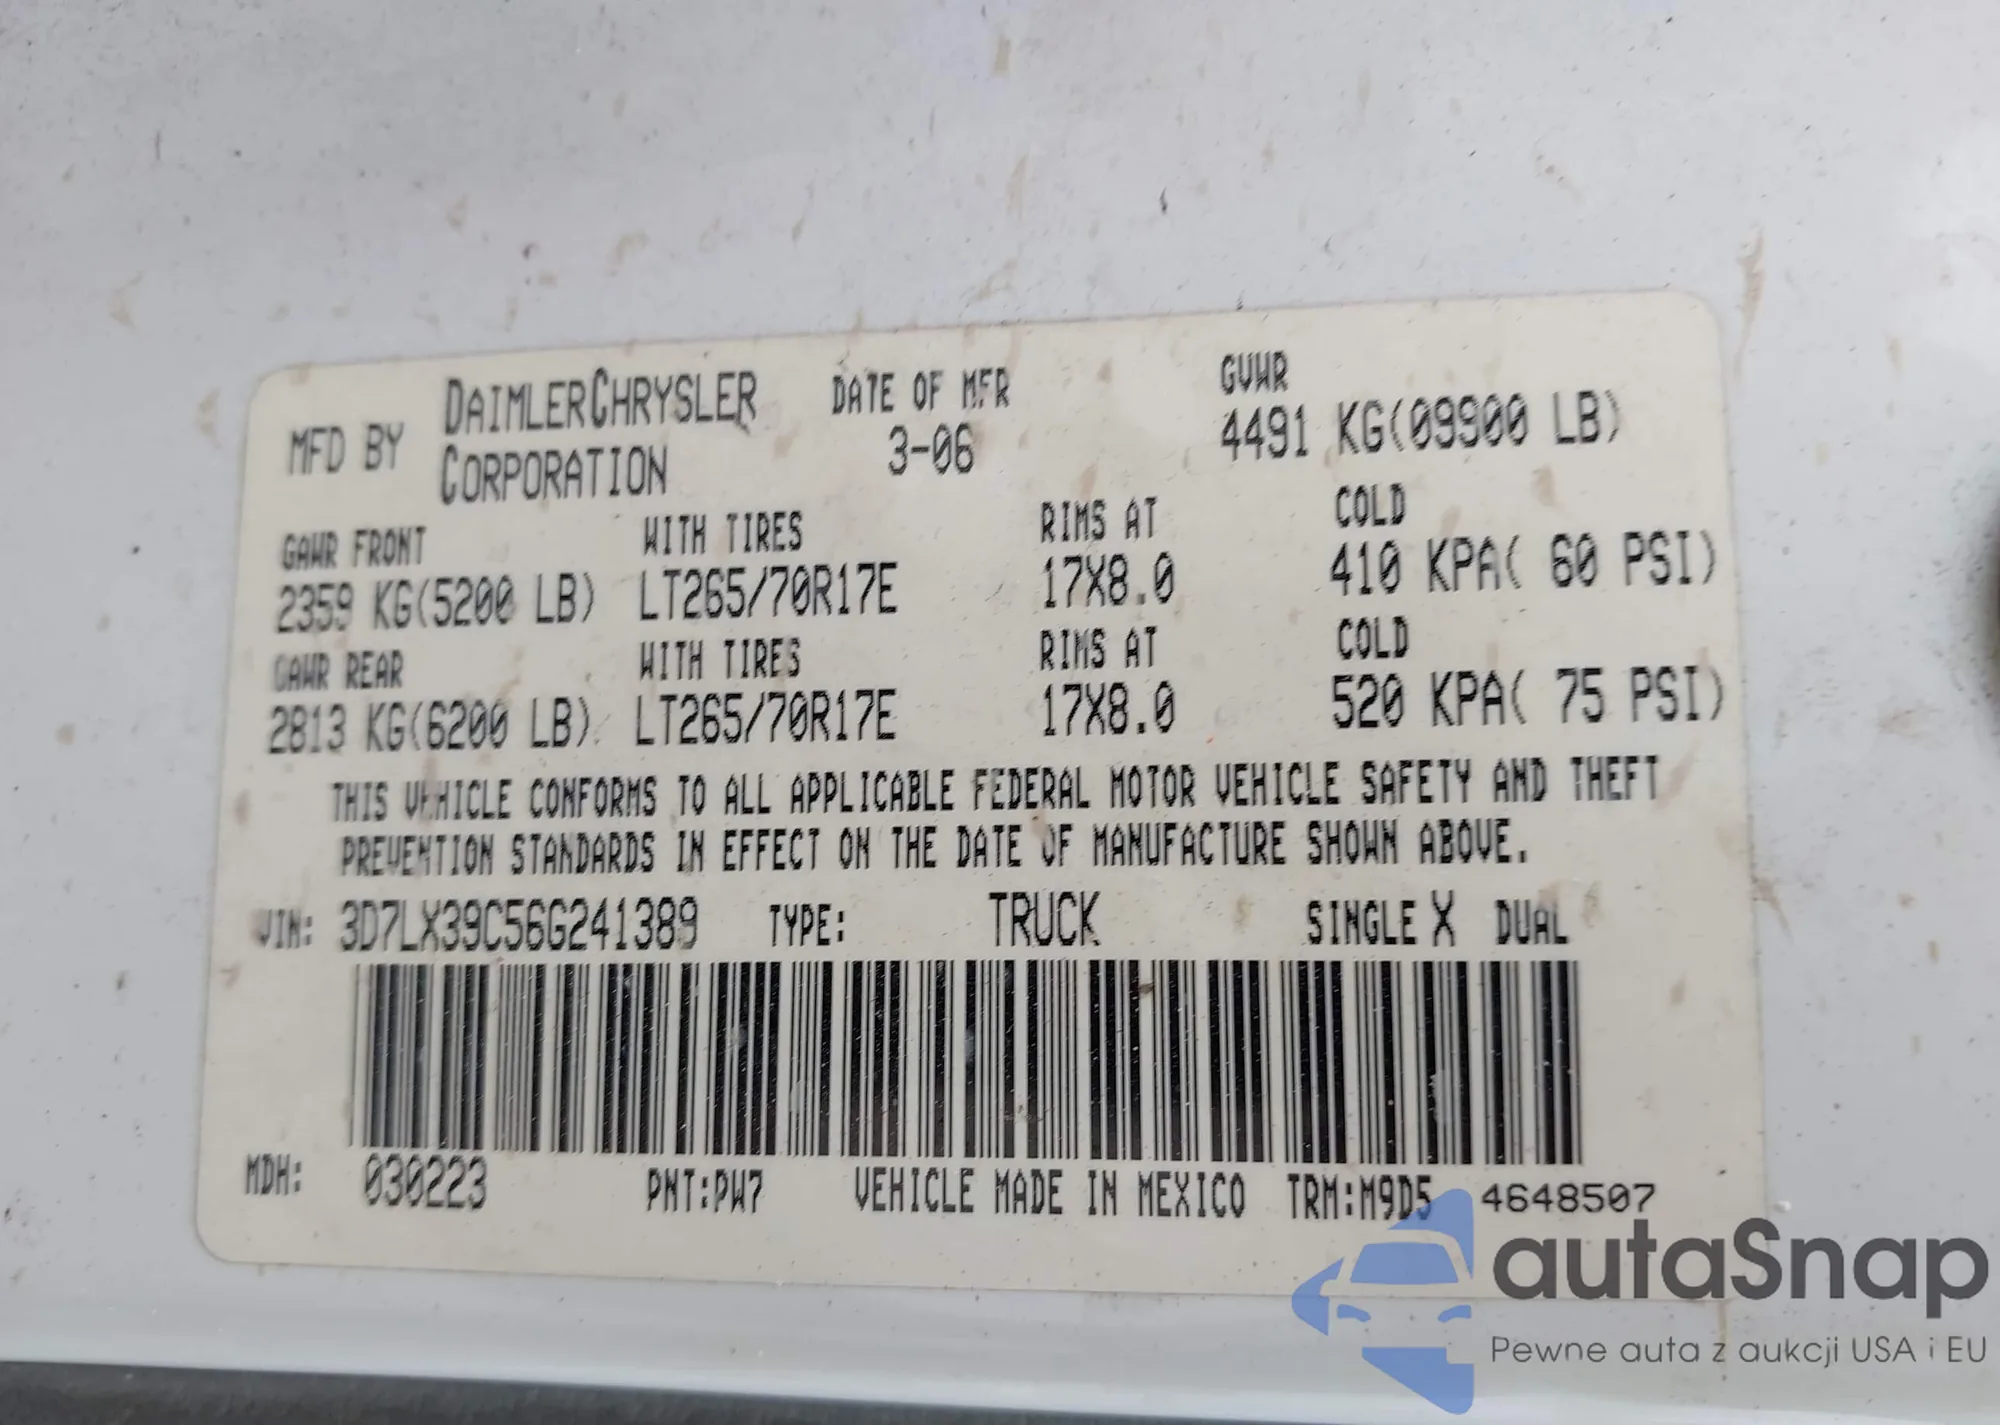 MFD BY DAIMLERCHRYSLER CORPORATION DATE OF MFR 3-06 GVWR 4491 KG(09900 LB)
GAWR FRONT WITH TIRES RIMS AT COLD
2359 KG(5200 LB) LT265/70R17E 17X8.0 410 KPA( 60 PSI)
GAWR REAR WITH TIRES RIMS AT COLD
2813 KG(6200 LB) LT265/70R17E 17X8.0 520 KPA( 75 PSI)
THIS VEHICLE CONFORMS TO ALL APPLICABLE FEDERAL MOTOR VEHICLE SAFETY AND THEFT
PREVENTION STANDARDS IN EFFECT ON THE DATE OF MANUFACTURE SHOWN ABOVE.
VIN: 3D7LX39C56G241389 TYPE: TRUCK SINGLE X DUAL
MDH: 030223 PNT:PW7 VEHICLE MADE IN MEXICO TRM:M9D5 4648507
autaSnap
Pewne auta z aukcji USA i EU